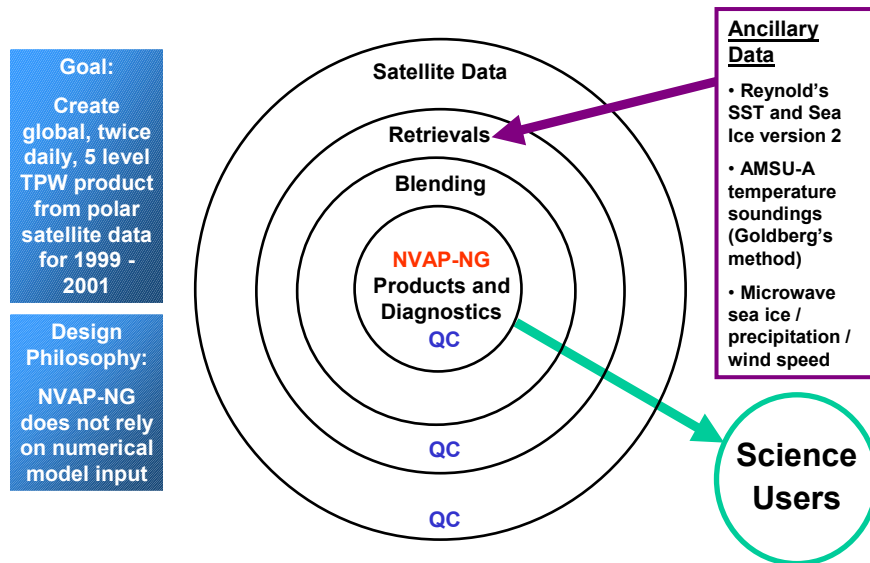 Goal:
Create
global, twice
daily, 5 level
TPW product
from polar
satellite data
for 1999 -
2001
Design
Philosophy:
NVAP-NG
does not rely
on numerical
model input
Satellite Data
Retrievals
Blending
NVAP-NG
Products and
Diagnostics
QC
QC
QC
Ancillary
Data
• Reynold's
SST and Sea
Ice version 2
• AMSU-A
temperature
soundings
(Goldberg's
method)
• Microwave
sea ice /
precipitation /
wind speed
Science
Users